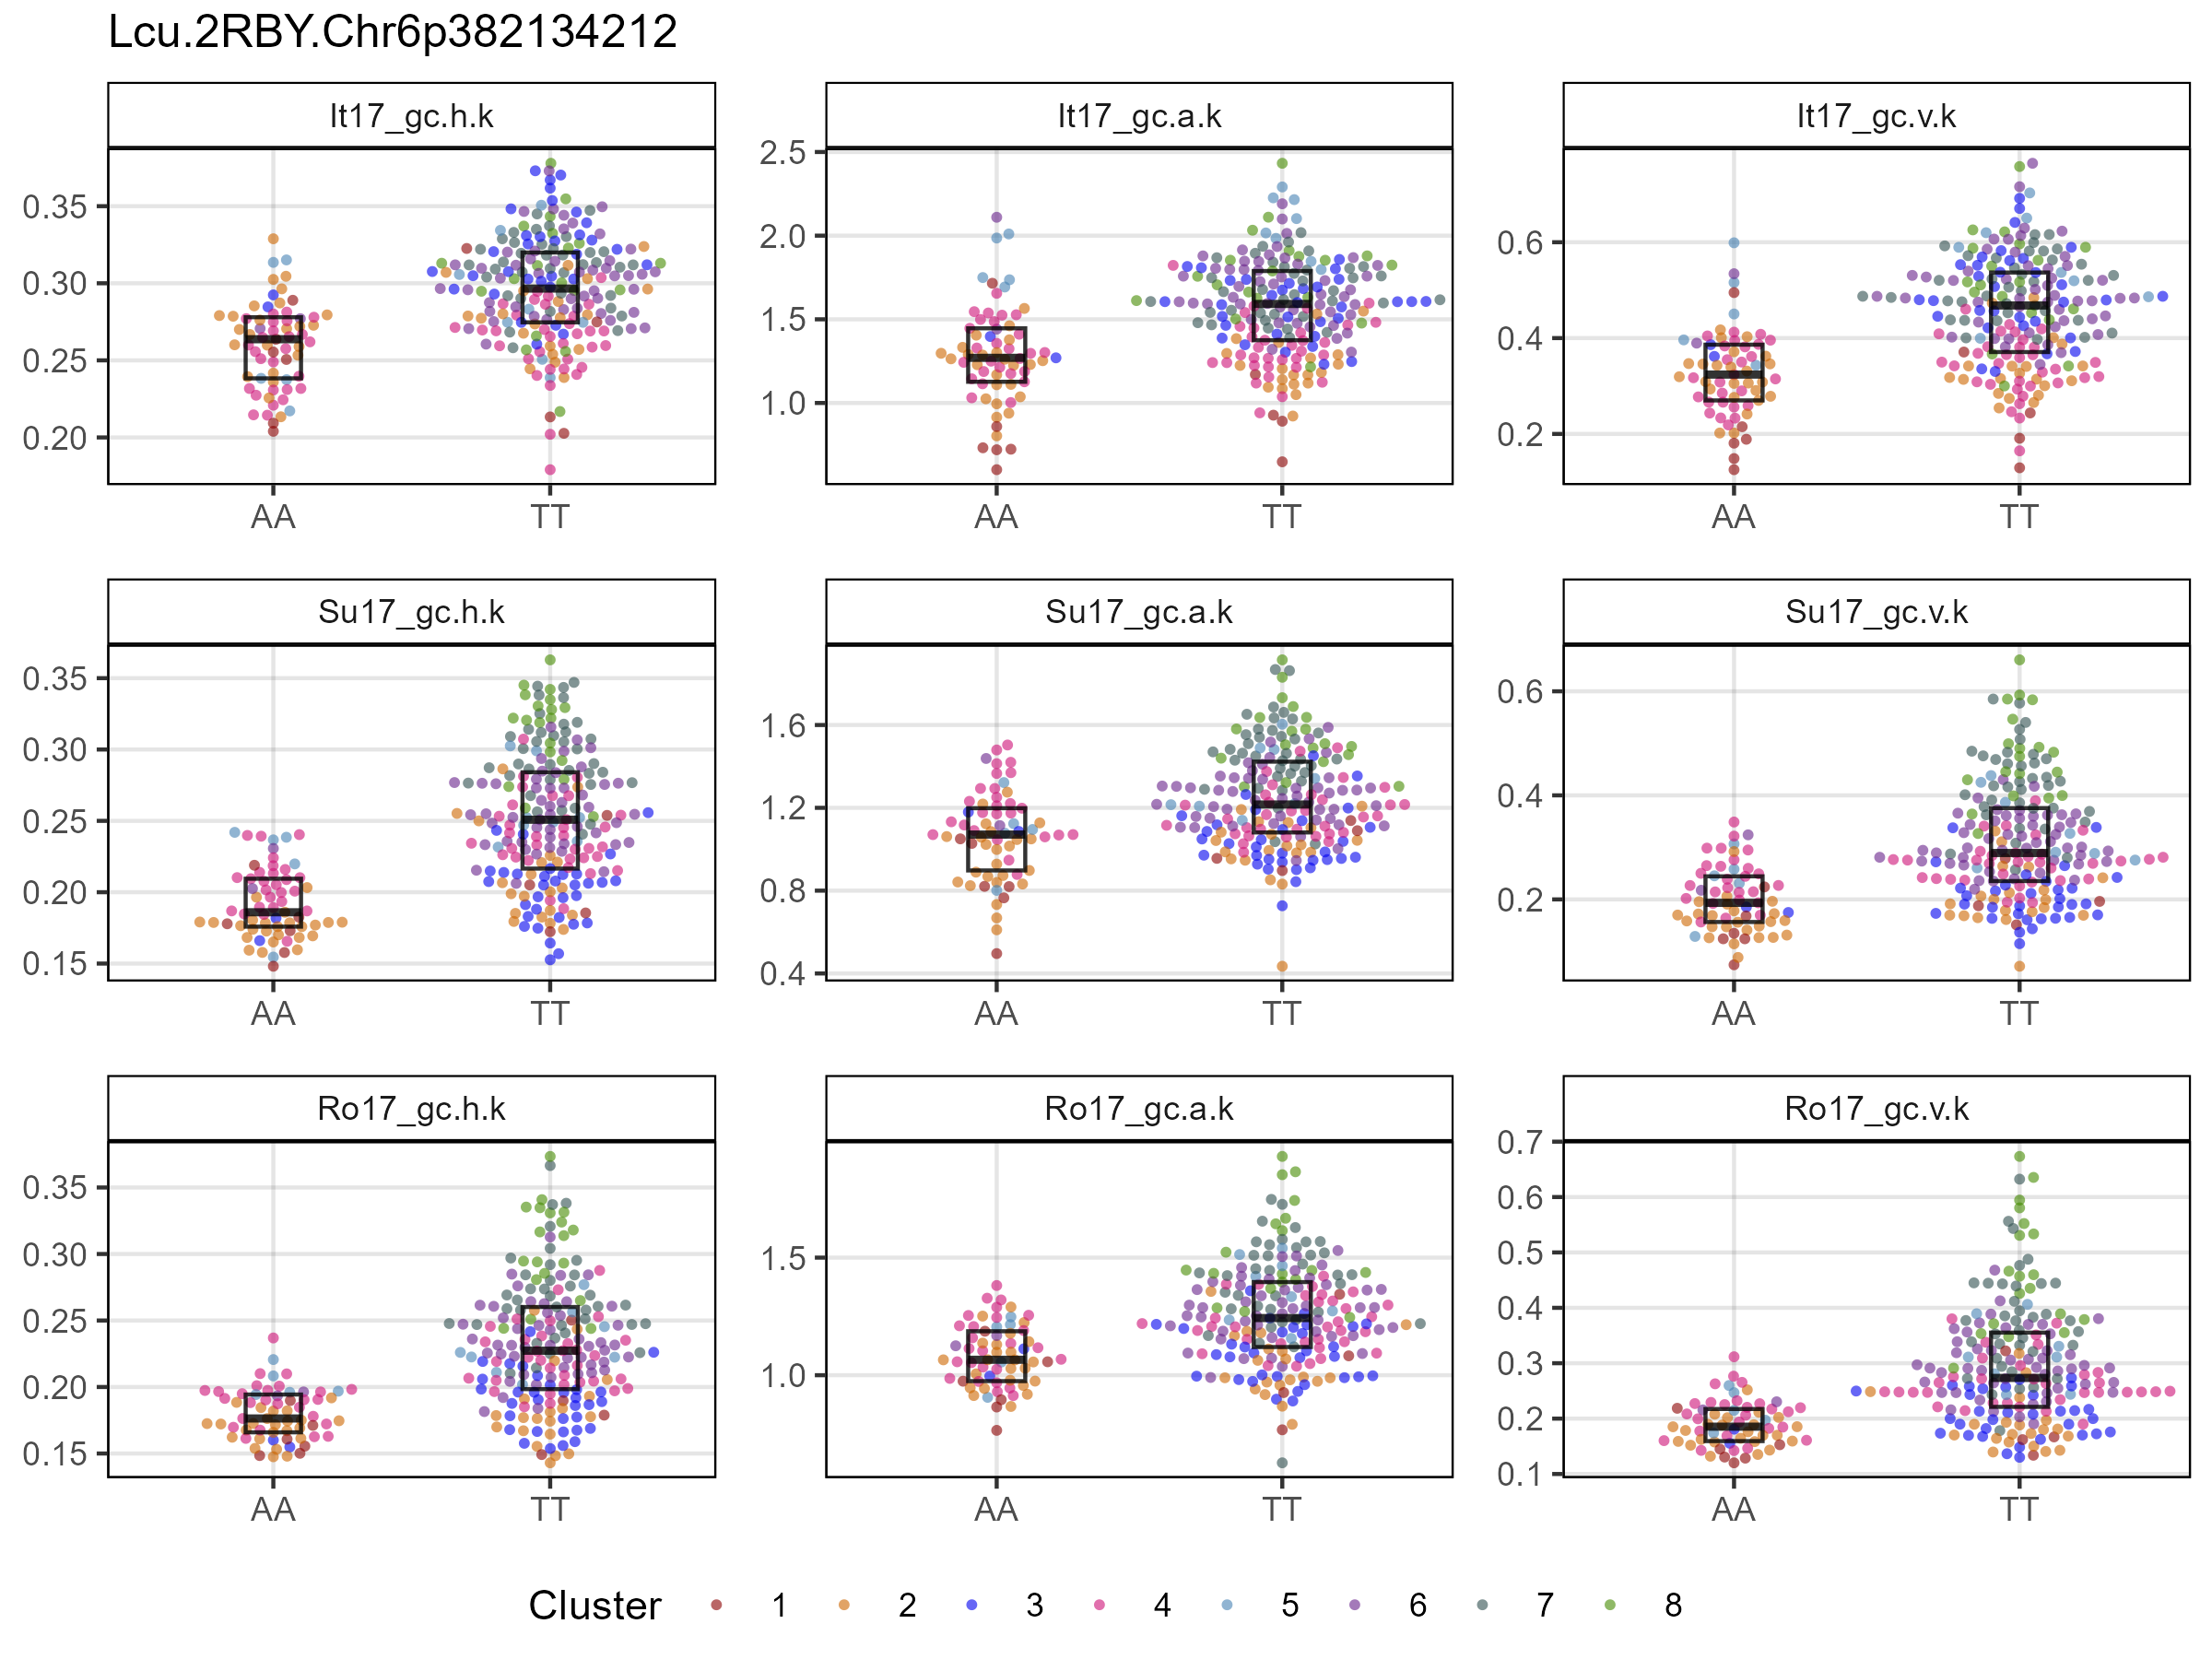 Lcu.2RBY.Chr6p382134212
It17_gc.h.k
It17_gc.a.k
It17_gc.v.k
0.35
0.30
0.25
0.20
AA TT
2.5
2.0
1.5
1.0
AA TT
0.6
0.4
0.2
AA TT
Su17_gc.h.k
Su17_gc.a.k
Su17_gc.v.k
0.35
0.30
0.25
0.20
0.15
AA TT
1.6
1.2
0.8
0.4
AA TT
0.6
0.4
0.2
AA TT
Ro17_gc.h.k
Ro17_gc.a.k
Ro17_gc.v.k
0.35
0.30
0.25
0.20
0.15
AA TT
1.5
1.0
AA TT
0.7
0.6
0.5
0.4
0.3
0.2
0.1
AA TT
Cluster 1 2 3 4 5 6 7 8